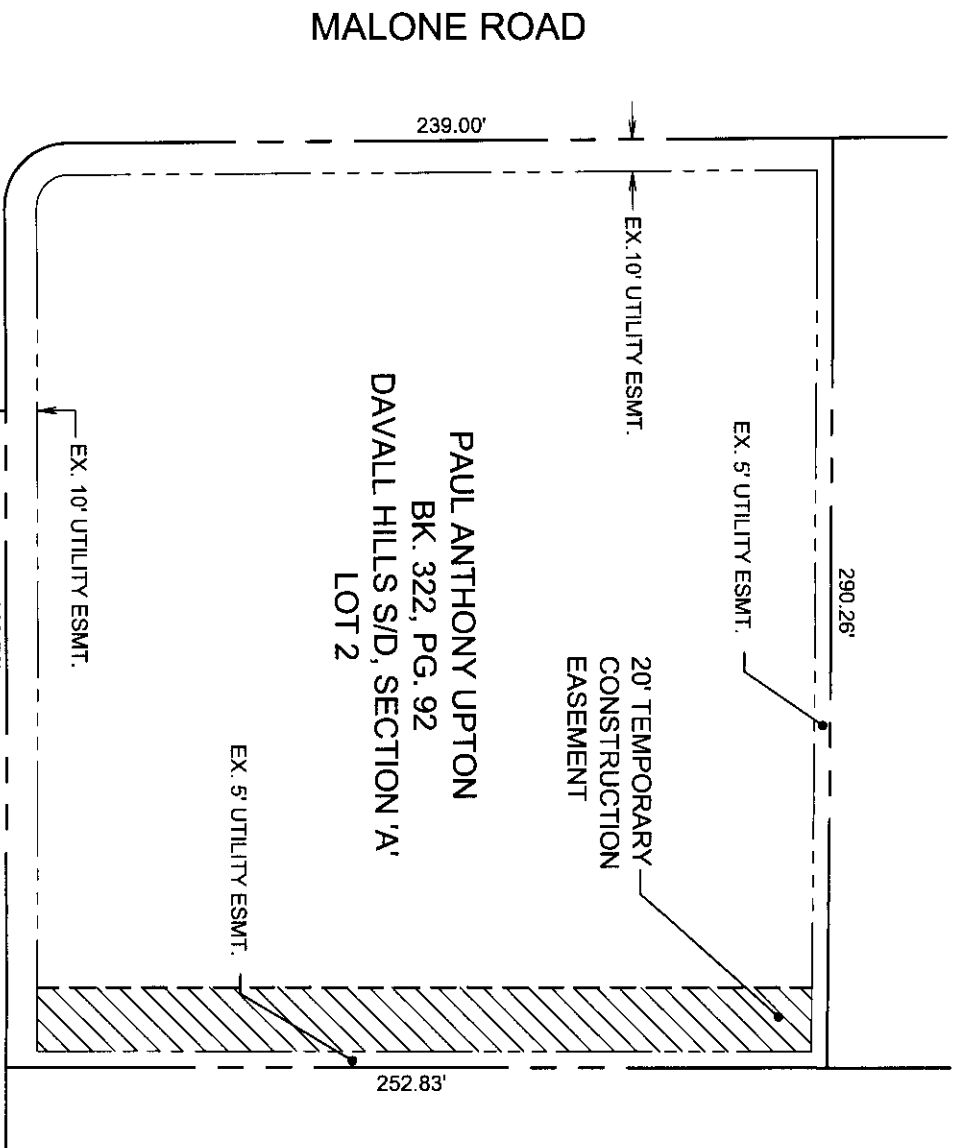 MALONE ROAD
239.00'
EX.10' UTILITY ESMT.
EX. 5' UTILITY ESMT.
290.26'
20' TEMPORARY
CONSTRUCTION
EASEMENT
PAUL ANTHONY UPTON
BK. 322, PG. 92
DAVALL HILLS S/D, SECTION 'A'
LOT 2
EX. 10' UTILITY ESMT.
EX. 5' UTILITY ESMT.
252.83'